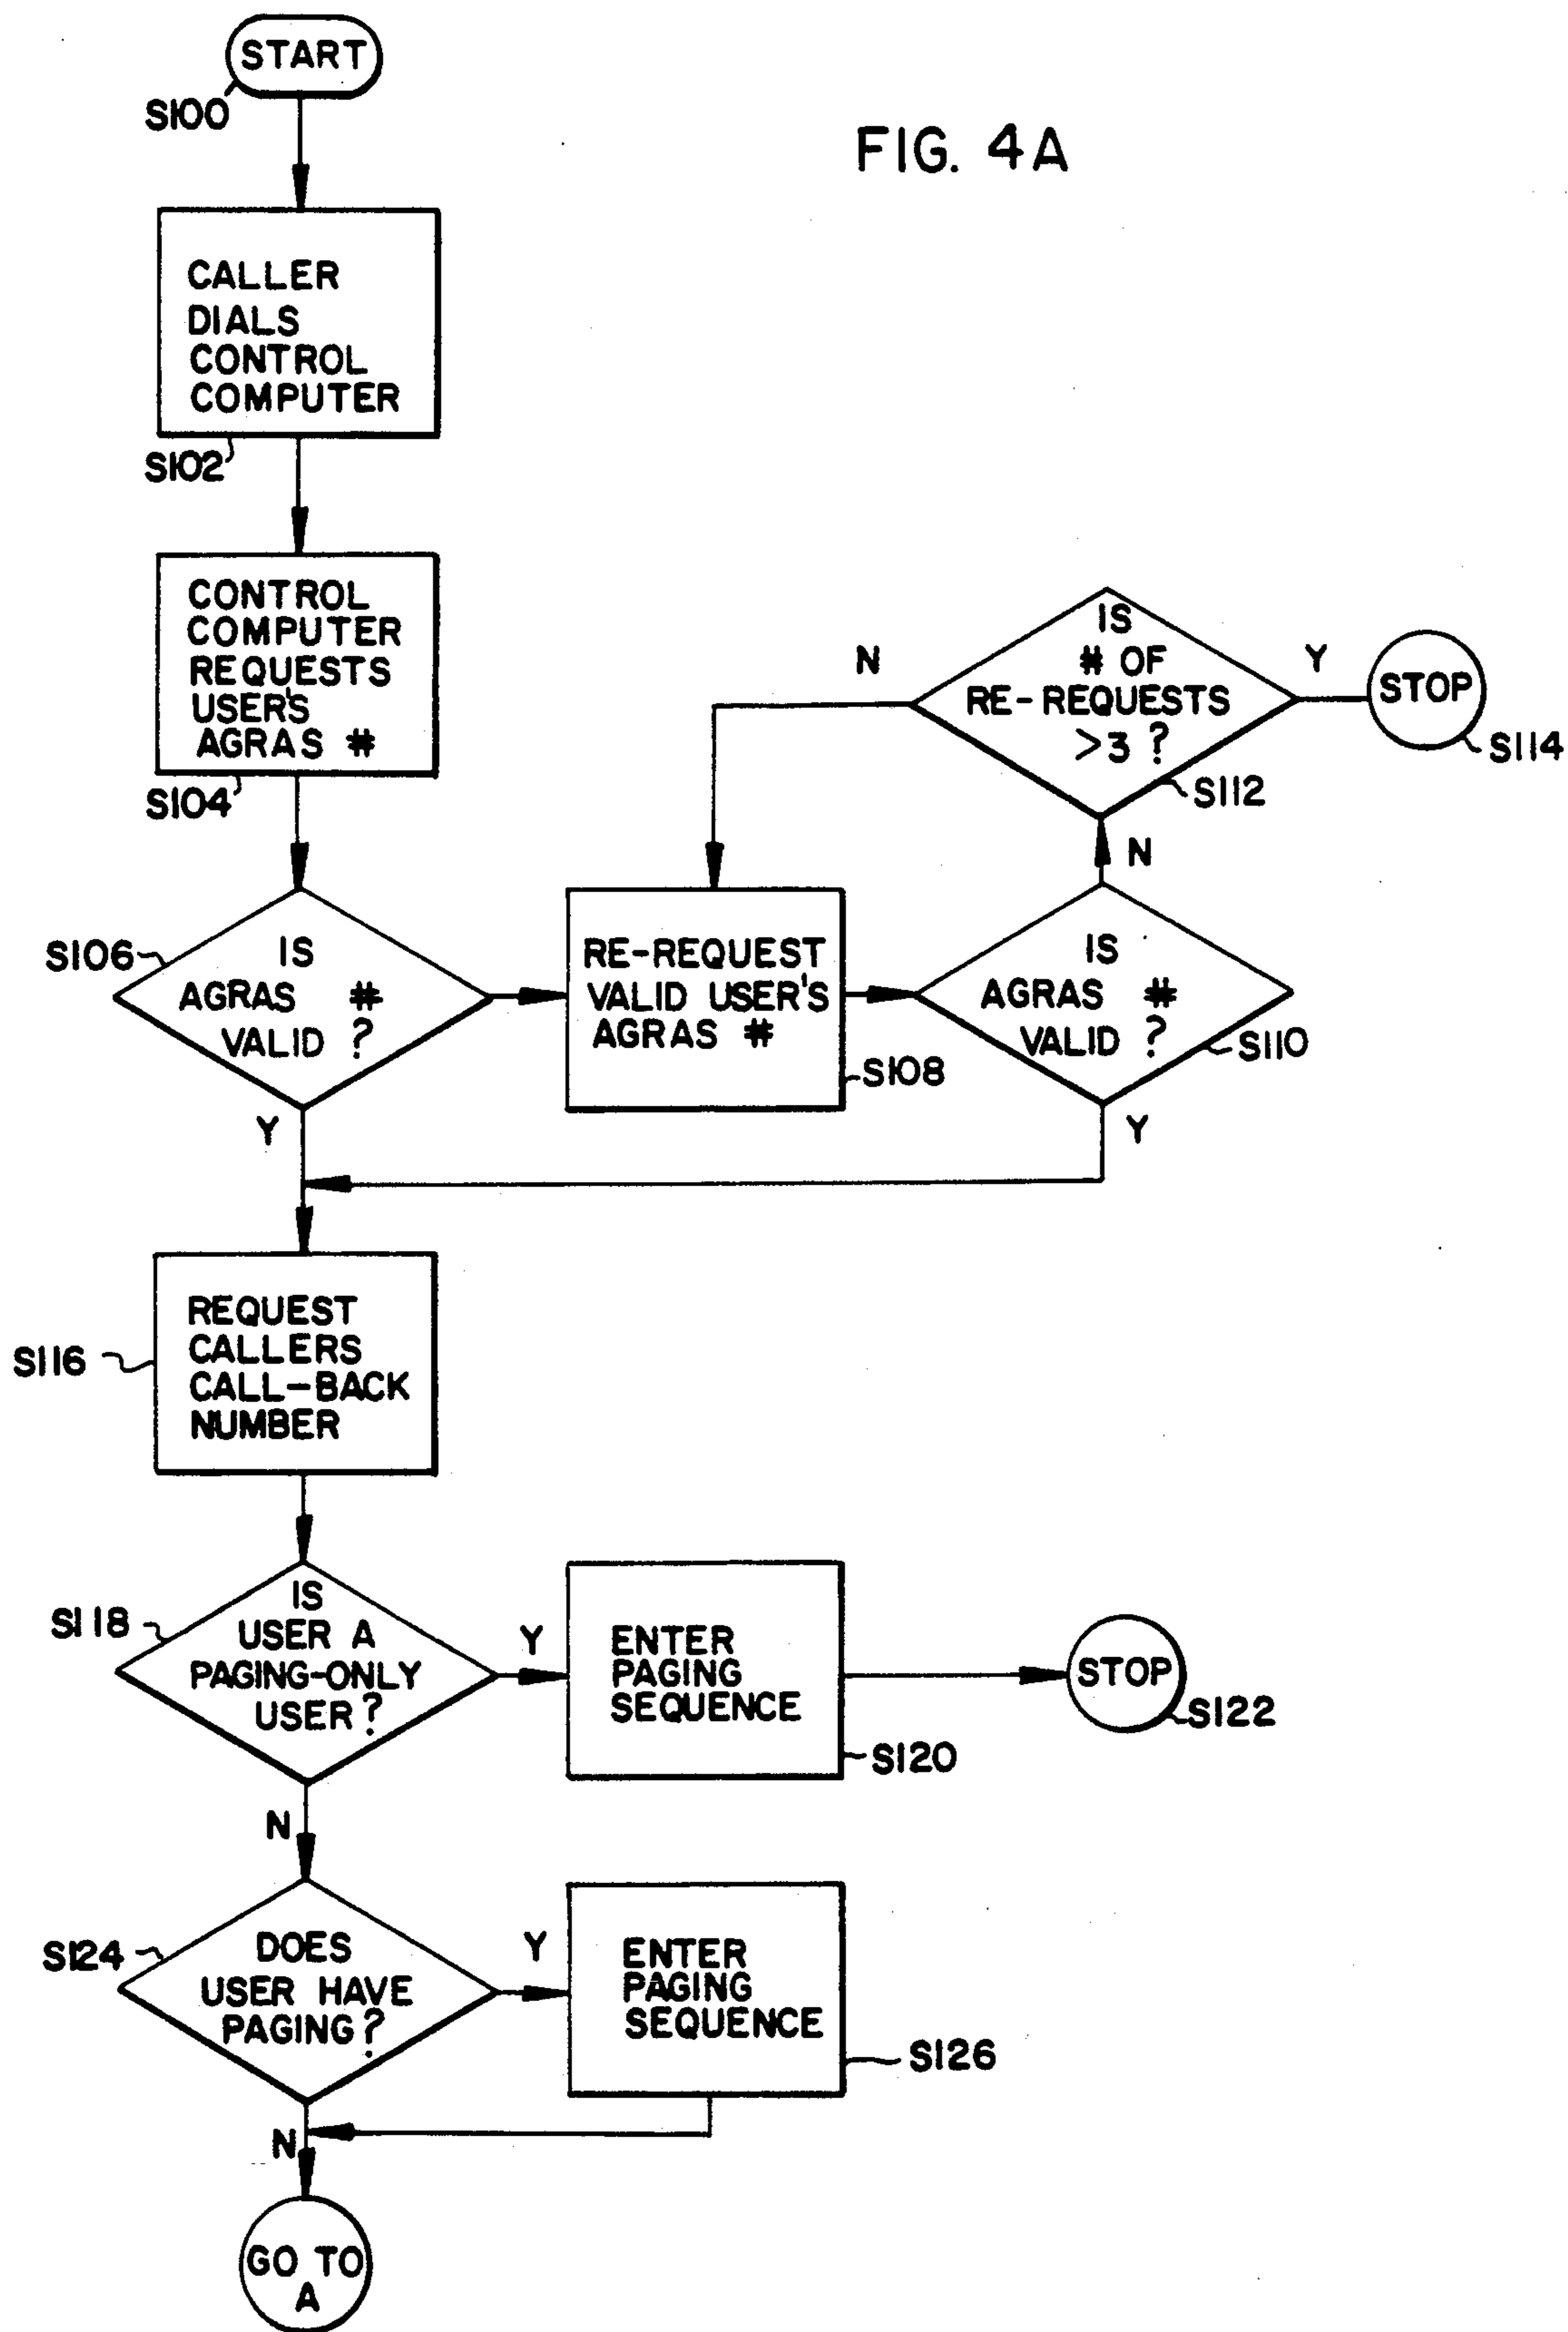 START
S100
FIG. 4A
CALLER
DIALS
CONTROL
COMPUTER
S102
CONTROL
COMPUTER
REQUESTS
USER'S
AGRAS #
S104
IS
# OF
RE-REQUESTS
>3 ?
N
Y
STOP
S114
S112
N
S106
IS
AGRAS #
VALID ?
RE-REQUEST
VALID USER'S
AGRAS #
S108
IS
AGRAS #
VALID ?
S110
Y
Y
REQUEST
CALLERS
CALL-BACK
NUMBER
S116
IS
USER A
PAGING-ONLY
USER?
S118
Y
ENTER
PAGING
SEQUENCE
S120
STOP
S122
N
S124
DOES
USER HAVE
PAGING?
Y
ENTER
PAGING
SEQUENCE
S126
N
GO TO
A